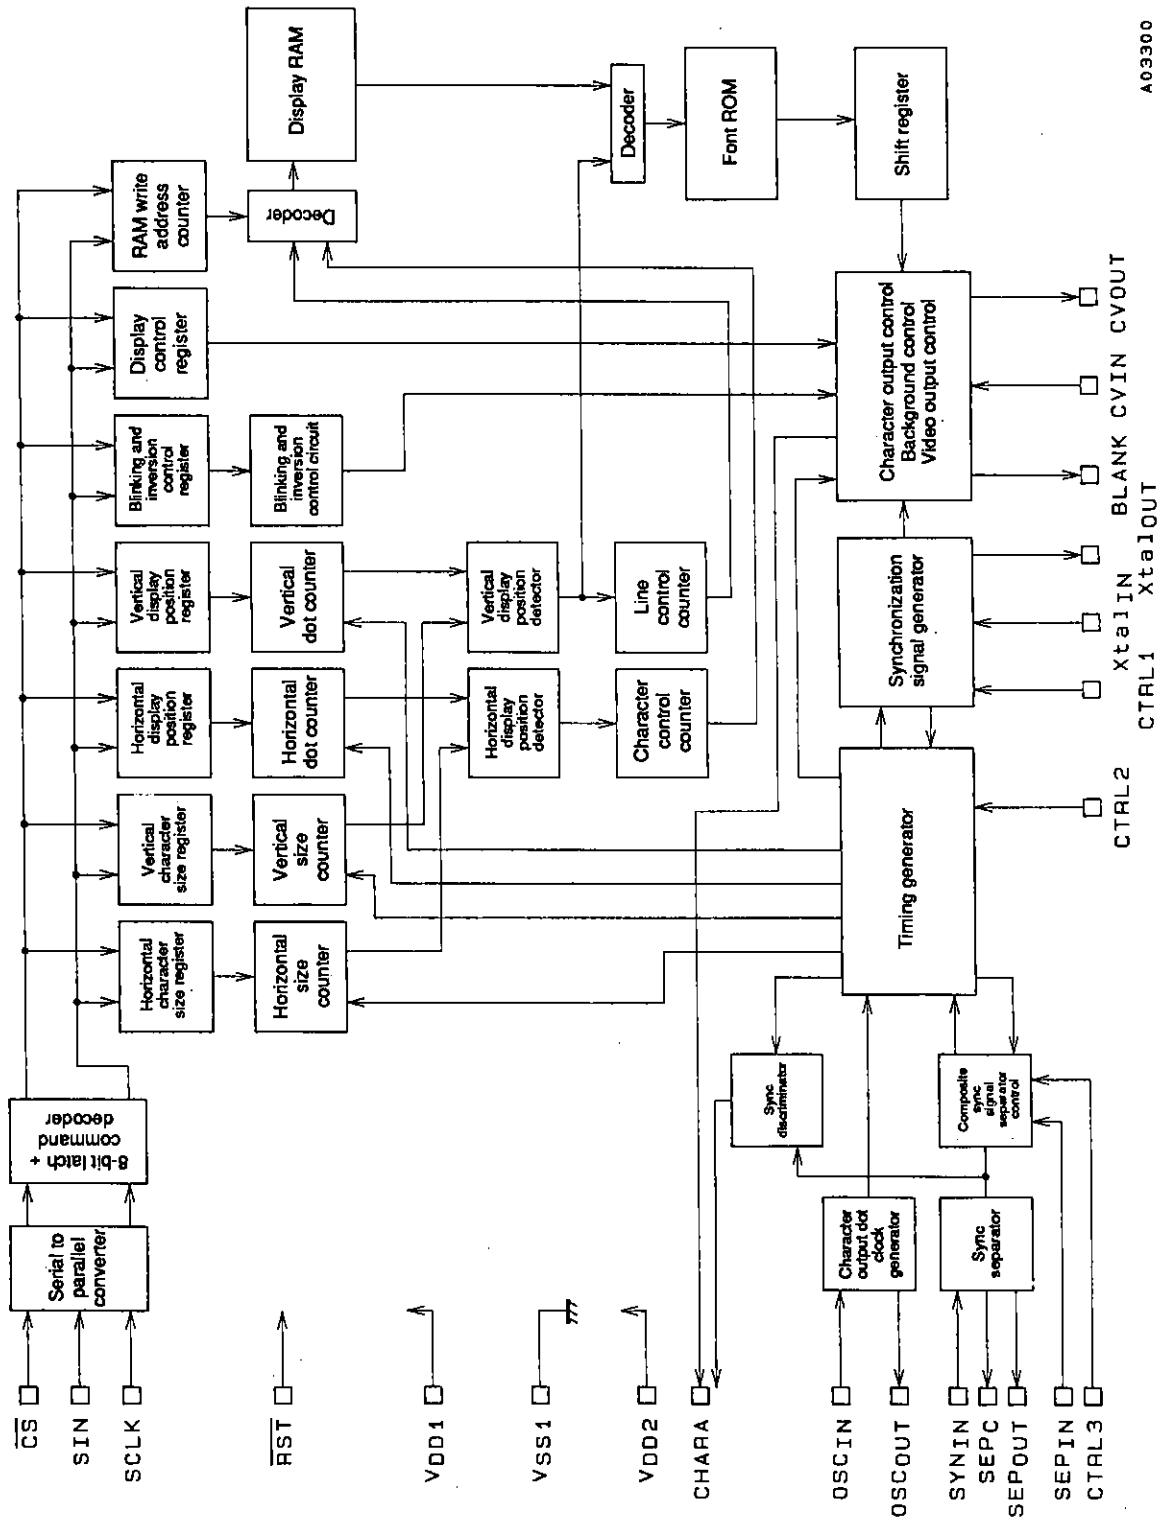 CS
SIN
SCLK
RST
VDD1
VSS1
VDD2
CHARA
OSCIN
OSCOUT
SYNIN
SEPC
SEPOUT
SEPIN
CTRL3
Serial to
parallel
converter
8-bit latch +
command
decoder
Horizontal
character
size register
Vertical
character
size register
Horizontal
display
position
register
Vertical
display
position
register
Blinking and
inversion
control
register
Display
control
register
RAM write
address
counter
Horizontal
size
counter
Vertical
size
counter
Horizontal
dot counter
Vertical
dot counter
Blinking and
inversion
control circuit
Decoder
Display RAM
Horizontal
display
position
detector
Vertical
display
position
detector
Character
control
counter
Line
control
counter
Decoder
Font ROM
Shift register
Sync
discriminator
Character
output dot
clock
generator
Sync
separator
Composite
sync
signal
separator
control
Timing generator
Synchronization
signal generator
Character output control
Background control
Video output control
CTRL2
CTRL1
XtalIN
XtalOUT
BLANK
CVIN
CVOUT
A03300